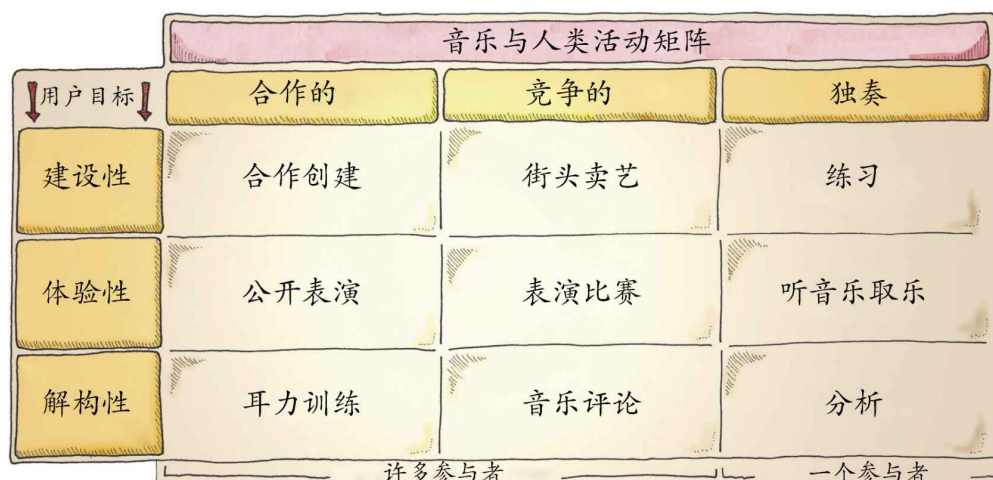 音乐与人类活动矩阵
用户目标 合作的 竞争的 独奏
建设性 合作创建 街头卖艺 练习
体验性 公开表演 表演比赛 听音乐取乐
解构性 耳力训练 音乐评论 分析
许多参与者 一个参与者